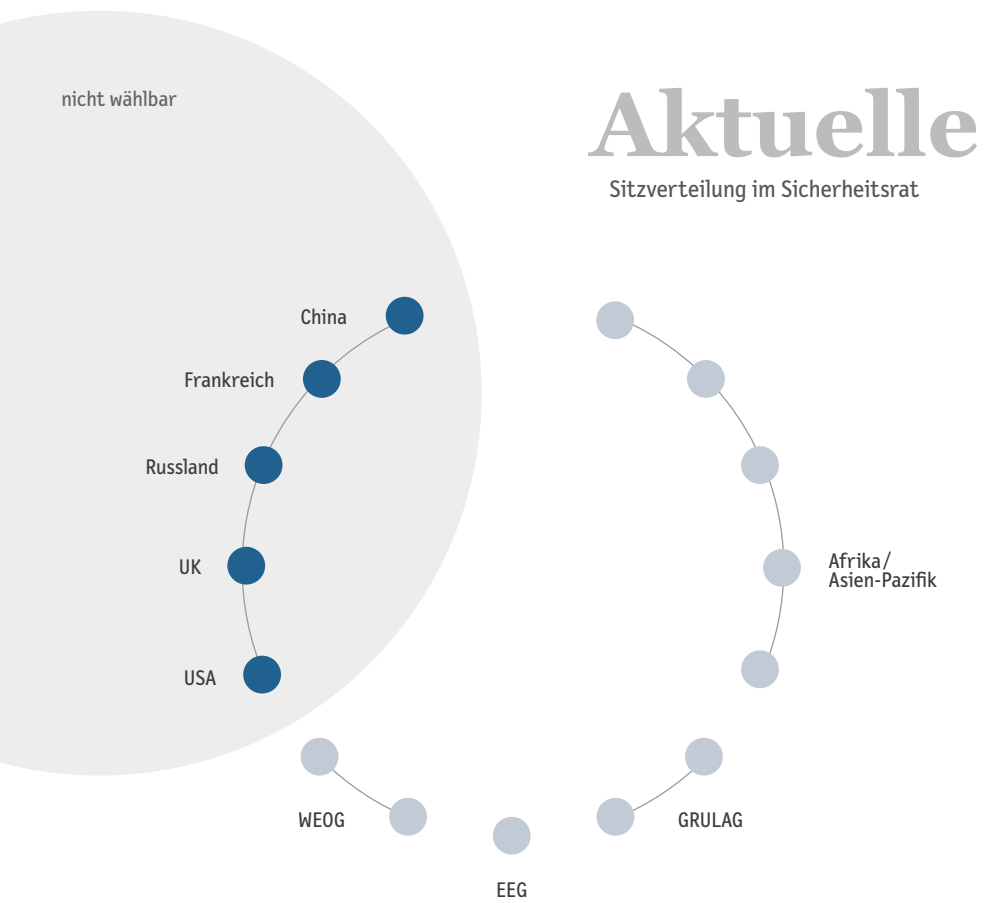 nicht wählbar
Aktuelle
Sitzverteilung im Sicherheitsrat
China
Frankreich
Russland
UK
Afrika/
Asien-Pazifik
USA
WEOG
GRULAG
EEG